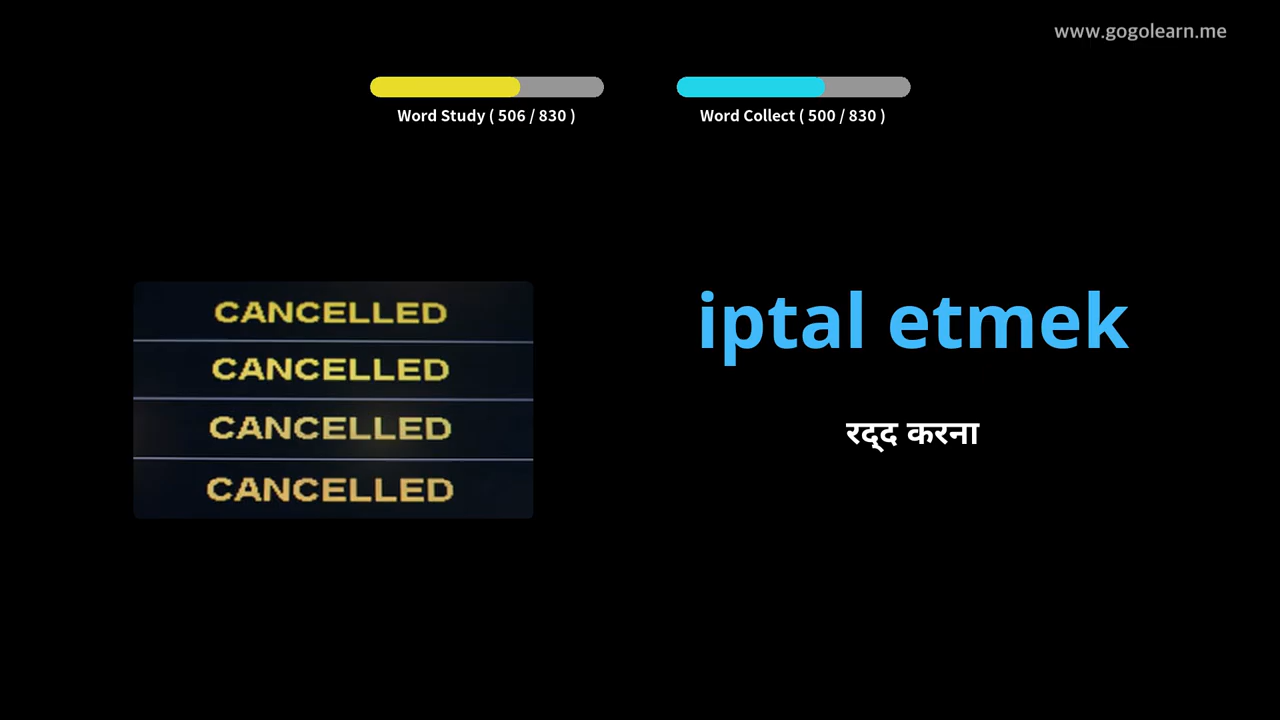 www.gogolearn.me
Word Study ( 506 / 830 )
Word Collect ( 500 / 830 )
CANCELLED
CANCELLED
CANCELLED
CANCELLED
iptal etmek
रद्द करना